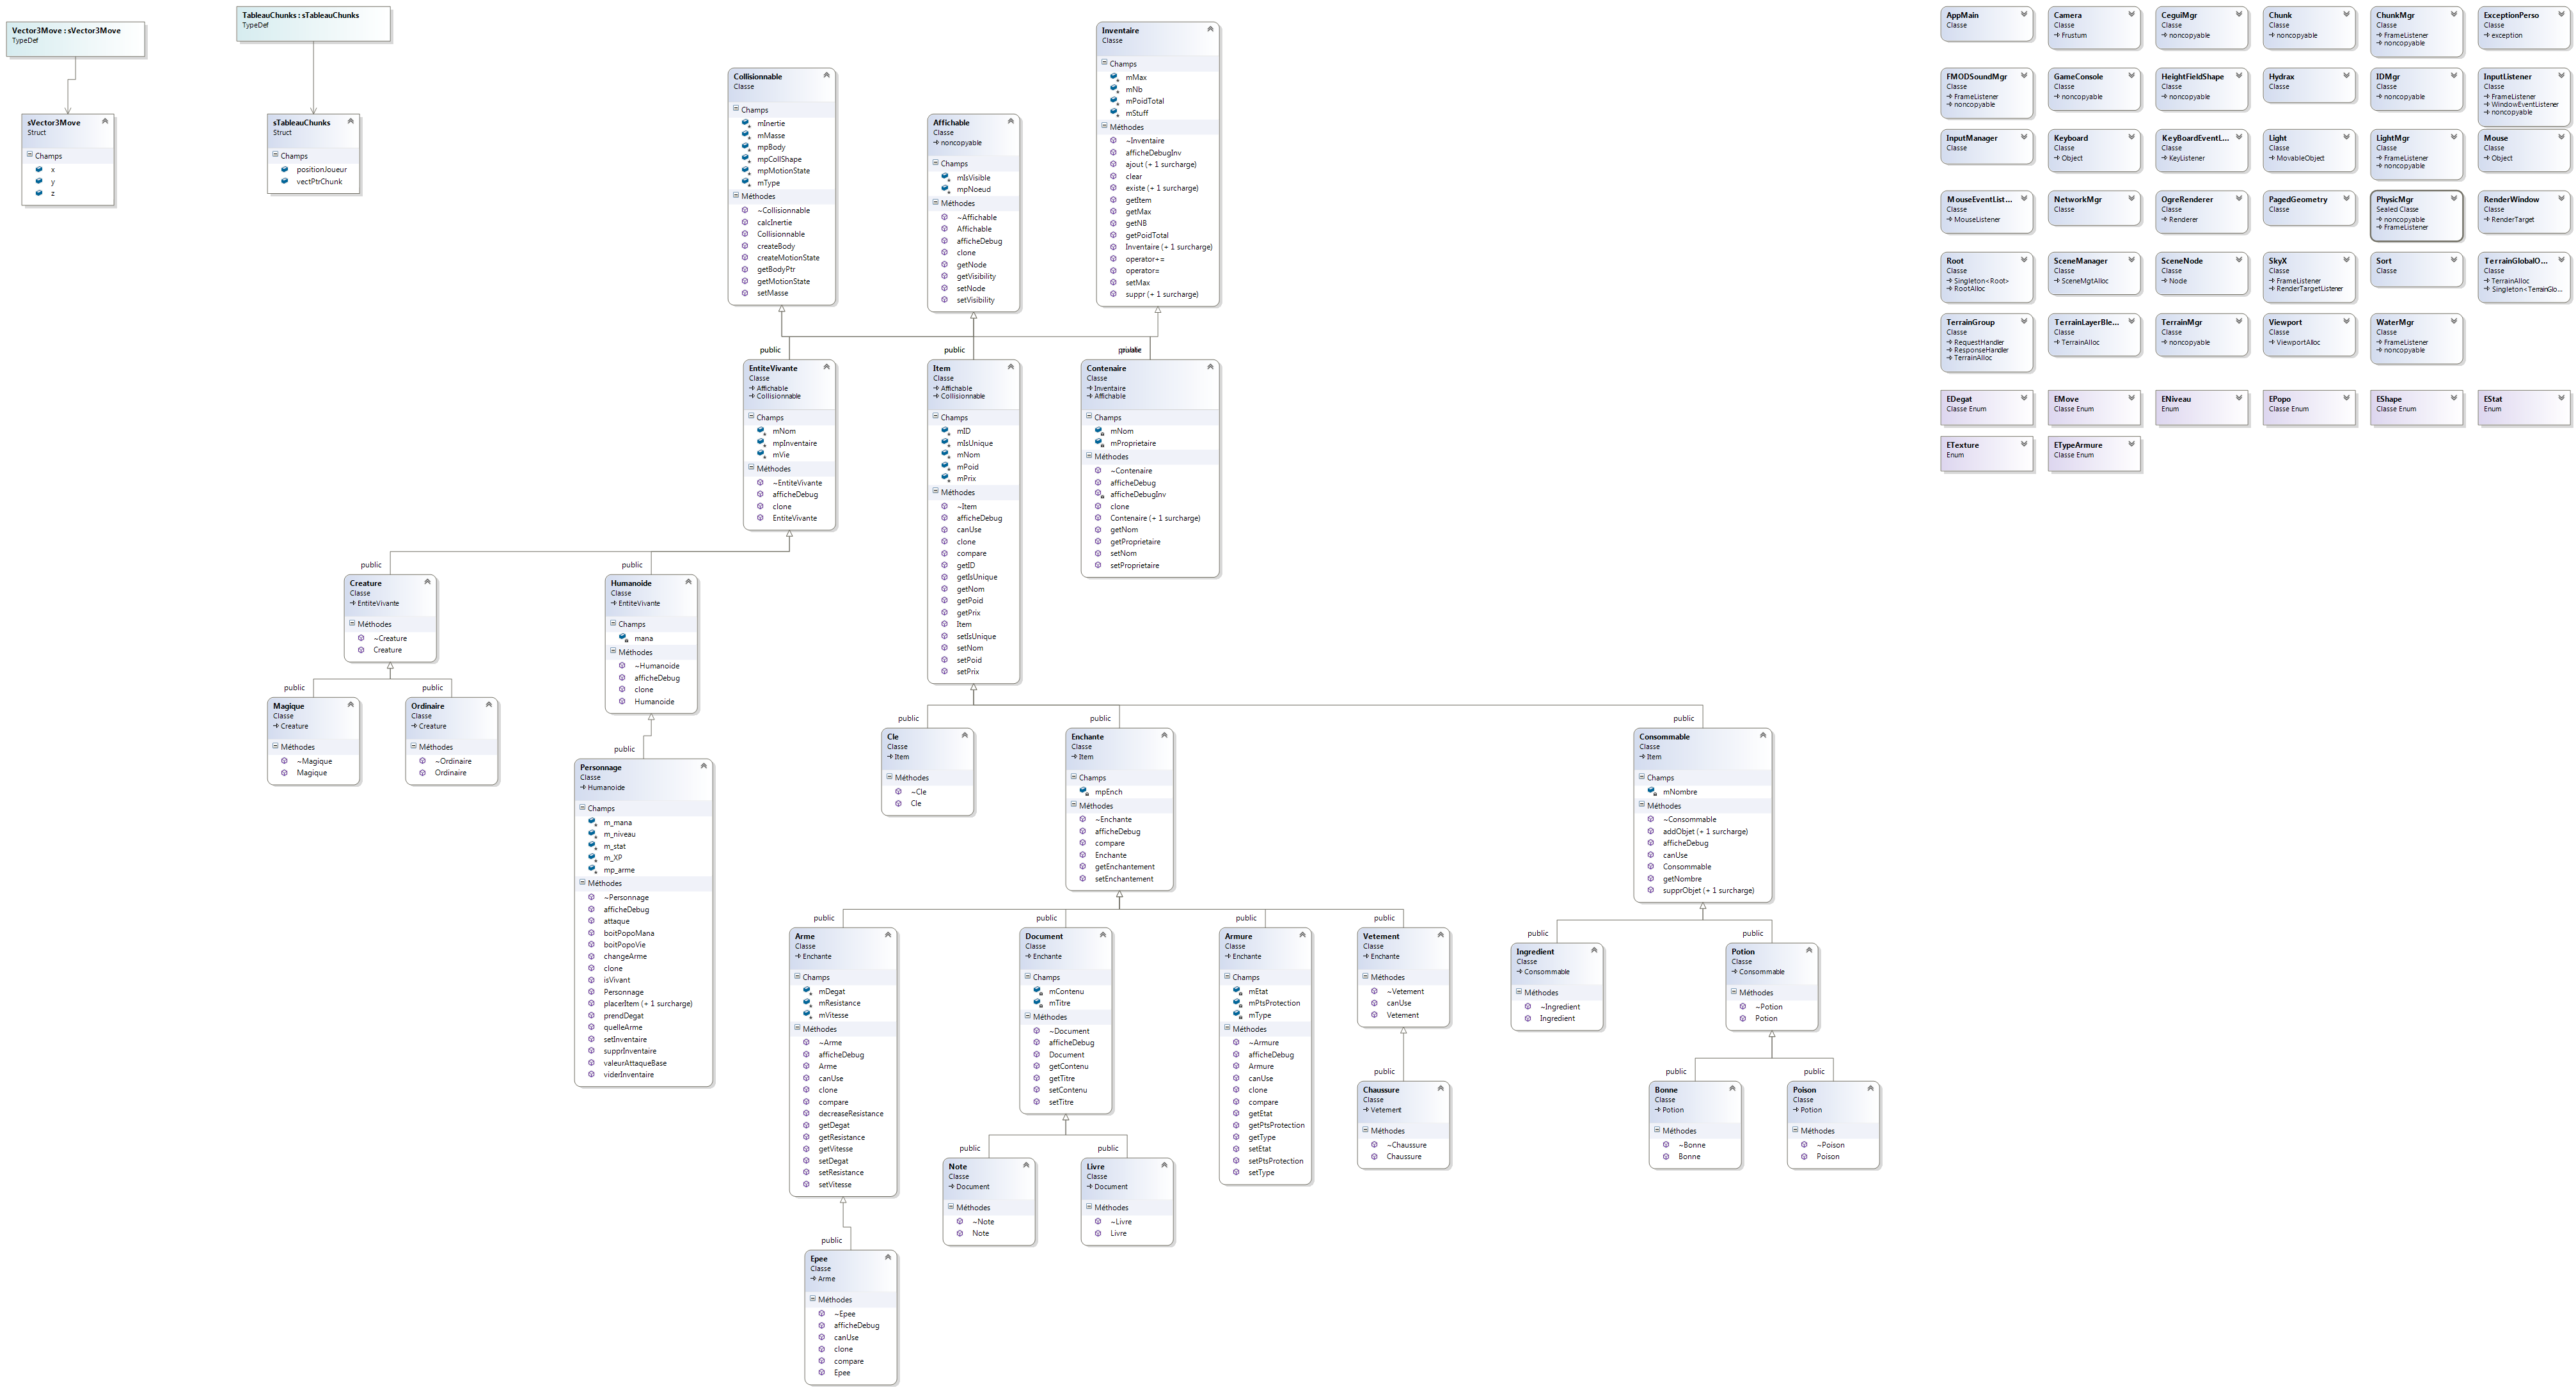 Vector3Move : sVector3Move
TypeDef
sVector3Move
Struct
Champs
x
y
z
TableauChunks : sTableauChunks
TypeDef
sTableauChunks
Struct
Champs
positionJoueur
vectPtrChunk
Collisionnable
Classe
Champs
mInertie
mMasse
mpBody
mpCollShape
mpMotionState
mType
Méthodes
~Collisionnable
calcInertie
Collisionnable
createBody
createMotionState
getBodyPtr
getMotionState
setMasse
Affichable
Classe
noncopyable
Champs
mIsVisible
mpNoeud
Méthodes
~Affichable
Affichable
afficheDebug
clone
getNode
getVisibility
setNode
setVisibility
Inventaire
Classe
Champs
mMax
mNb
mPoidTotal
mStuff
Méthodes
~Inventaire
afficheDebugInv
ajout (+ 1 surcharge)
clear
existe (+ 1 surcharge)
getItem
getMax
getNB
getPoidTotal
Inventaire (+ 1 surcharge)
operator+=
operator=
setMax
suppr (+ 1 surcharge)
public
EntiteVivante
Classe
Affichable
Collisionnable
Champs
mNom
mpInventaire
mVie
Méthodes
~EntiteVivante
afficheDebug
clone
EntiteVivante
public
Item
Classe
Affichable
Collisionnable
Champs
mID
mIsUnique
mNom
mPoid
mPrix
Méthodes
~Item
afficheDebug
canUse
clone
compare
getID
getIsUnique
getNom
getPoid
getPrix
Item
setIsUnique
setNom
setPoid
setPrix
Contenaire
Classe
Inventaire
Affichable
Champs
mNom
mProprietaire
Méthodes
~Contenaire
afficheDebug
afficheDebugInv
clone
Contenaire (+ 1 surcharge)
getNom
getProprietaire
setNom
setProprietaire
public
Creature
Classe
EntiteVivante
Méthodes
~Creature
Creature
public
Humanoide
Classe
EntiteVivante
Champs
mana
Méthodes
~Humanoide
afficheDebug
clone
Humanoide
public
Magique
Classe
Creature
Méthodes
~Magique
Magique
public
Ordinaire
Classe
Creature
Méthodes
~Ordinaire
Ordinaire
public
Personnage
Classe
Humanoide
Champs
m_mana
m_niveau
m_stat
m_XP
mp_arme
Méthodes
~Personnage
afficheDebug
attaque
boitPopoMana
boitPopoVie
changeArme
clone
isVivant
Personnage
placerItem (+ 1 surcharge)
prendDegat
quelleArme
setInventaire
supprInventaire
valeurAttaqueBase
viderInventaire
public
Cle
Classe
Item
Méthodes
~Cle
Cle
public
Enchante
Classe
Item
Champs
mpEnch
Méthodes
~Enchante
afficheDebug
compare
Enchante
getEnchantement
setEnchantement
public
Consommable
Classe
Item
Champs
mNombre
Méthodes
~Consommable
addObjet (+ 1 surcharge)
afficheDebug
canUse
Consommable
getNombre
supprObjet (+ 1 surcharge)
public
Arme
Classe
Enchante
Champs
mDegat
mResistance
mVitesse
Méthodes
~Arme
afficheDebug
Arme
canUse
clone
compare
decreaseResistance
getDegat
getResistance
getVitesse
setDegat
setResistance
setVitesse
public
Document
Classe
Enchante
Champs
mContenu
mTitre
Méthodes
~Document
afficheDebug
Document
getContenu
getTitre
setContenu
setTitre
public
Armure
Classe
Enchante
Champs
mEtat
mPtsProtection
mType
Méthodes
~Armure
afficheDebug
Armure
canUse
clone
compare
getEtat
getPtsProtection
getType
setEtat
setPtsProtection
setType
public
Vetement
Classe
Enchante
Méthodes
~Vetement
canUse
Vetement
public
Ingredient
Classe
Consommable
Méthodes
~Ingredient
Ingredient
public
Potion
Classe
Consommable
Méthodes
~Potion
Potion
public
Chaussure
Classe
Vetement
Méthodes
~Chaussure
Chaussure
public
Bonne
Classe
Potion
Méthodes
~Bonne
Bonne
public
Poison
Classe
Potion
Méthodes
~Poison
Poison
public
Note
Classe
Document
Méthodes
~Note
Note
public
Livre
Classe
Document
Méthodes
~Livre
Livre
public
Epee
Classe
Arme
Méthodes
~Epee
afficheDebug
canUse
clone
compare
Epee
AppMain
Classe
Camera
Classe
Frustum
CeguiMgr
Classe
noncopyable
Chunk
Classe
noncopyable
ChunkMgr
Classe
FrameListener
noncopyable
ExceptionPerso
Classe
exception
FMODSoundMgr
Classe
FrameListener
noncopyable
GameConsole
Classe
noncopyable
HeightFieldShape
Classe
noncopyable
Hydrax
Classe
IDMgr
Classe
noncopyable
InputListener
Classe
FrameListener
WindowEventListener
noncopyable
InputManager
Classe
Keyboard
Classe
Object
KeyBoardEventL...
Classe
KeyListener
Light
Classe
MovableObject
LightMgr
Classe
FrameListener
noncopyable
Mouse
Classe
Object
MouseEventList...
Classe
MouseListener
NetworkMgr
Classe
OgreRenderer
Classe
Renderer
PagedGeometry
Classe
PhysicMgr
Sealed Classe
noncopyable
FrameListener
RenderWindow
Classe
RenderTarget
Root
Classe
Singleton<Root>
RootAlloc
SceneManager
Classe
SceneMgtAlloc
SceneNode
Classe
Node
SkyX
Classe
FrameListener
RenderTargetListener
Sort
Classe
TerrainGlobalO...
Classe
TerrainAlloc
Singleton<TerrainGlo...
TerrainGroup
Classe
RequestHandler
ResponseHandler
TerrainAlloc
TerrainLayerBle...
Classe
TerrainAlloc
TerrainMgr
Classe
noncopyable
Viewport
Classe
ViewportAlloc
WaterMgr
Classe
FrameListener
noncopyable
EDegat
Classe Enum
EMove
Classe Enum
ENiveau
Enum
EPopo
Classe Enum
EShape
Classe Enum
EStat
Enum
ETexture
Enum
ETypeArmure
Classe Enum